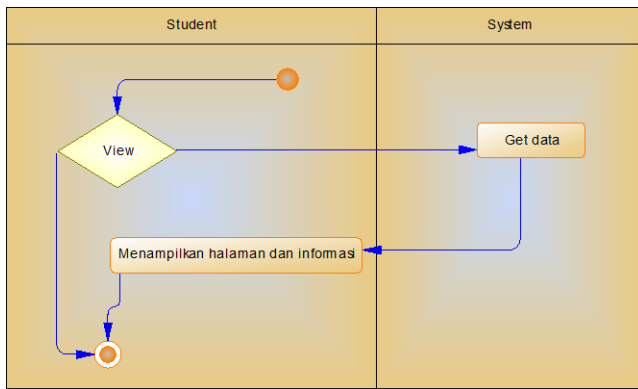 Student
System
View
Get data
Menampilkan halaman dan informasi